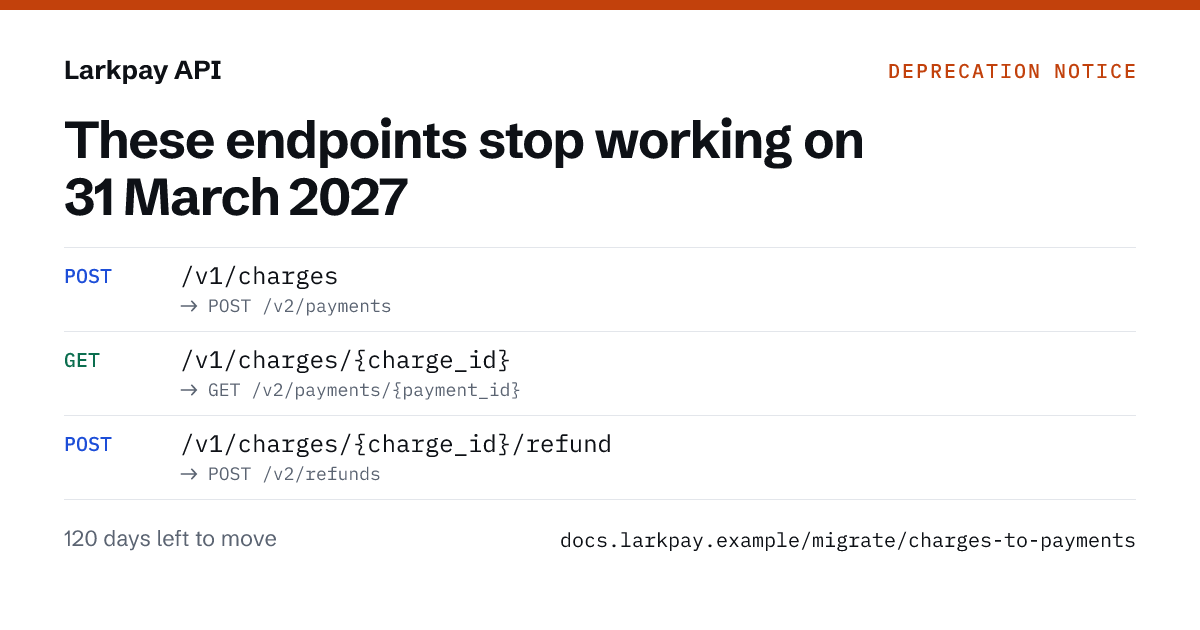 Larkpay API
DEPRECATION NOTICE
These endpoints stop working on
31 March 2027
POST /v1/charges
→ POST /v2/payments
GET /v1/charges/{charge_id}
→ GET /v2/payments/{payment_id}
POST /v1/charges/{charge_id}/refund
→ POST /v2/refunds
120 days left to move
docs.larkpay.example/migrate/charges-to-payments